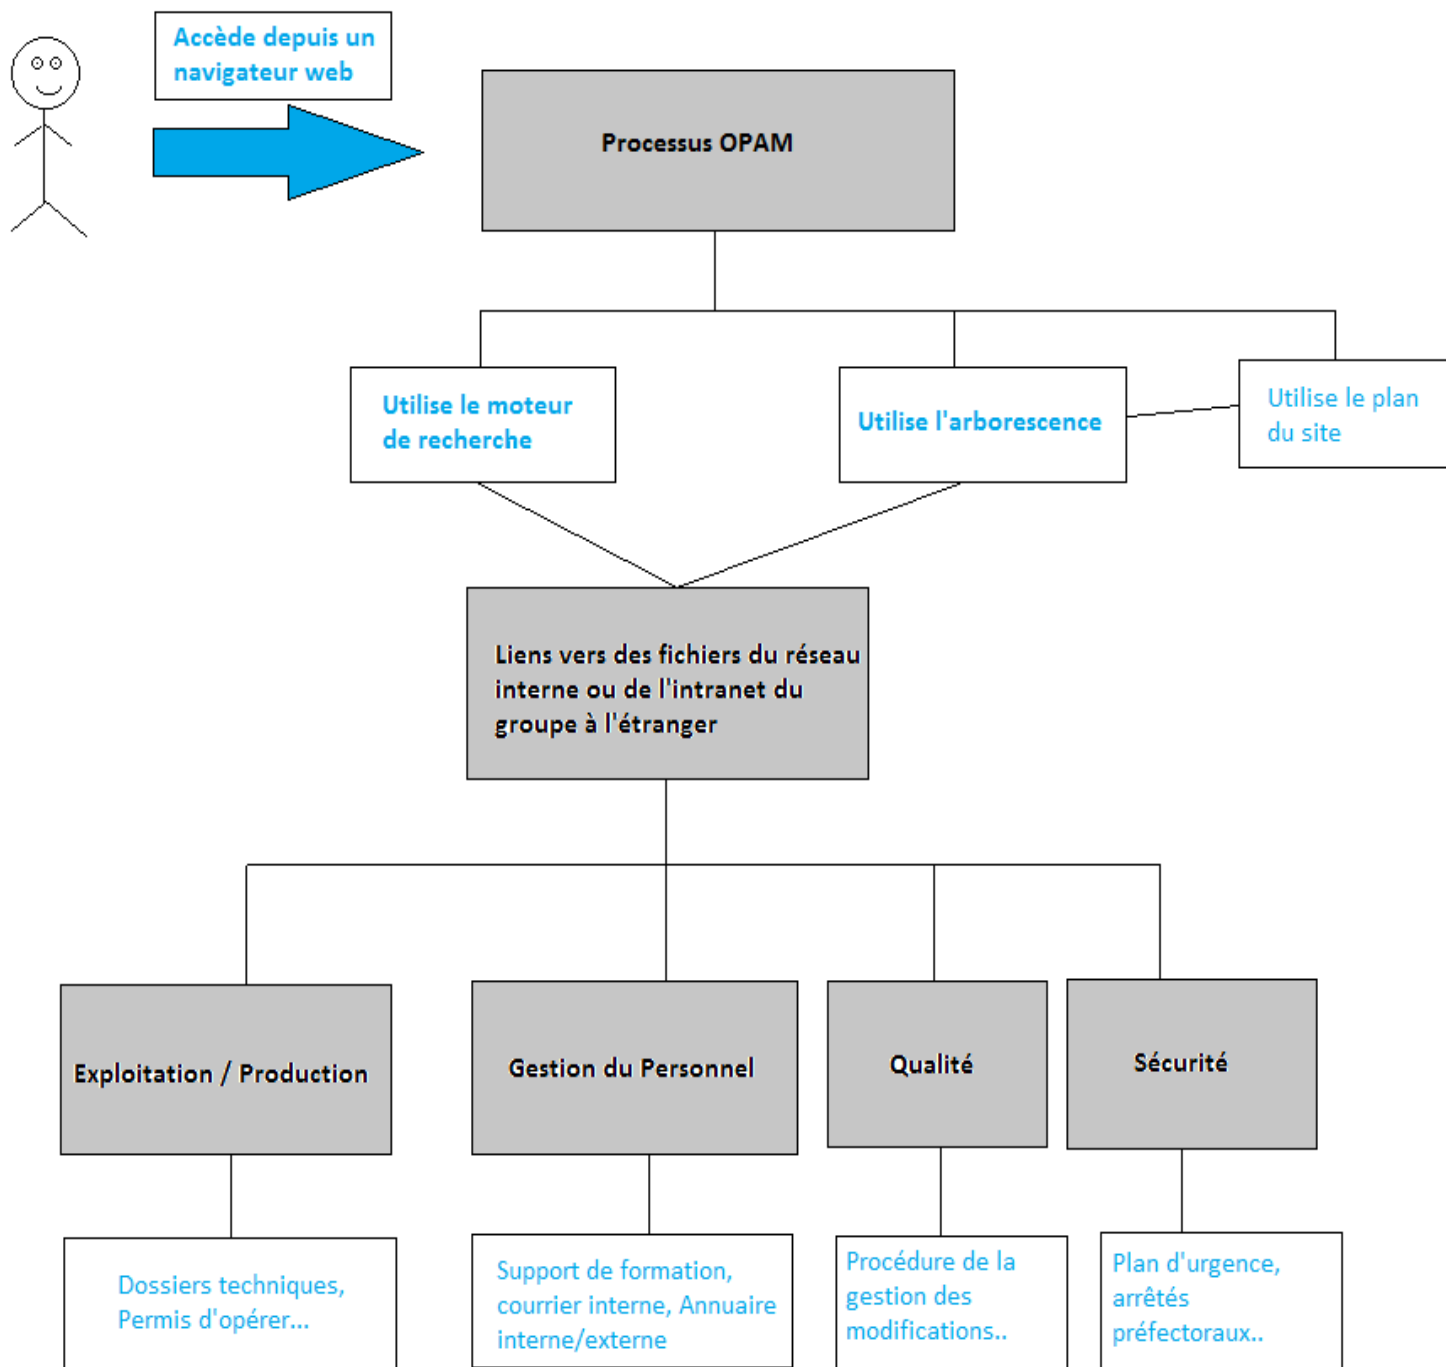 Accède depuis un
navigateur web
Processus OPAM
Utilise le moteur
de recherche
Utilise l'arborescence
Utilise le plan
du site
Liens vers des fichiers du réseau
interne ou de l'intranet du
groupe à l'étranger
Exploitation / Production
Gestion du Personnel
Qualité
Sécurité
Dossiers techniques,
Permis d'opérer...
Support de formation,
courrier interne, Annuaire
interne/externe
Procédure de la
gestion des
modifications..
Plan d'urgence,
arrêtés
préfectoraux..